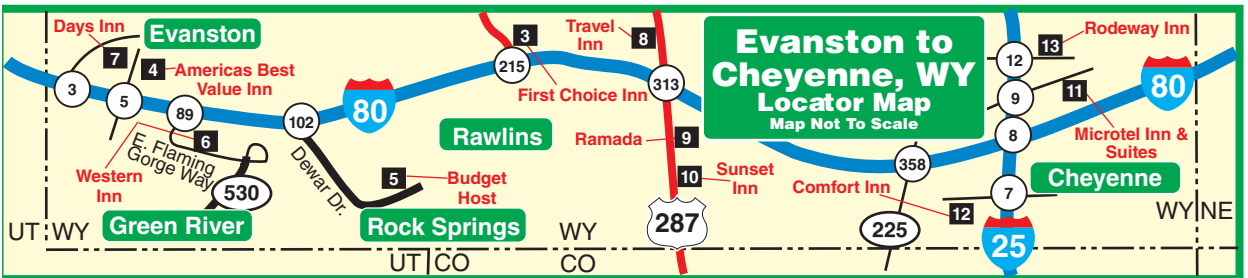 Evanston to
Cheyenne, WY
Locator Map
Map Not To Scale
Days Inn
7
Evanston
4
Americas Best
Value Inn
3
5
89
6
Western
Inn
E. Flaming
Gorge Way
530
Green River
102
80
Dewar Dr.
5
Budget
Host
Rock Springs
Rawlins
215
3
First Choice Inn
Travel
Inn
8
313
Ramada
9
10
Sunset
Inn
287
358
225
Comfort Inn
12
7
25
8
9
12
13
Rodeway Inn
11
Microtel Inn &
Suites
80
Cheyenne
UT WY
UT CO
WY
CO
WY NE